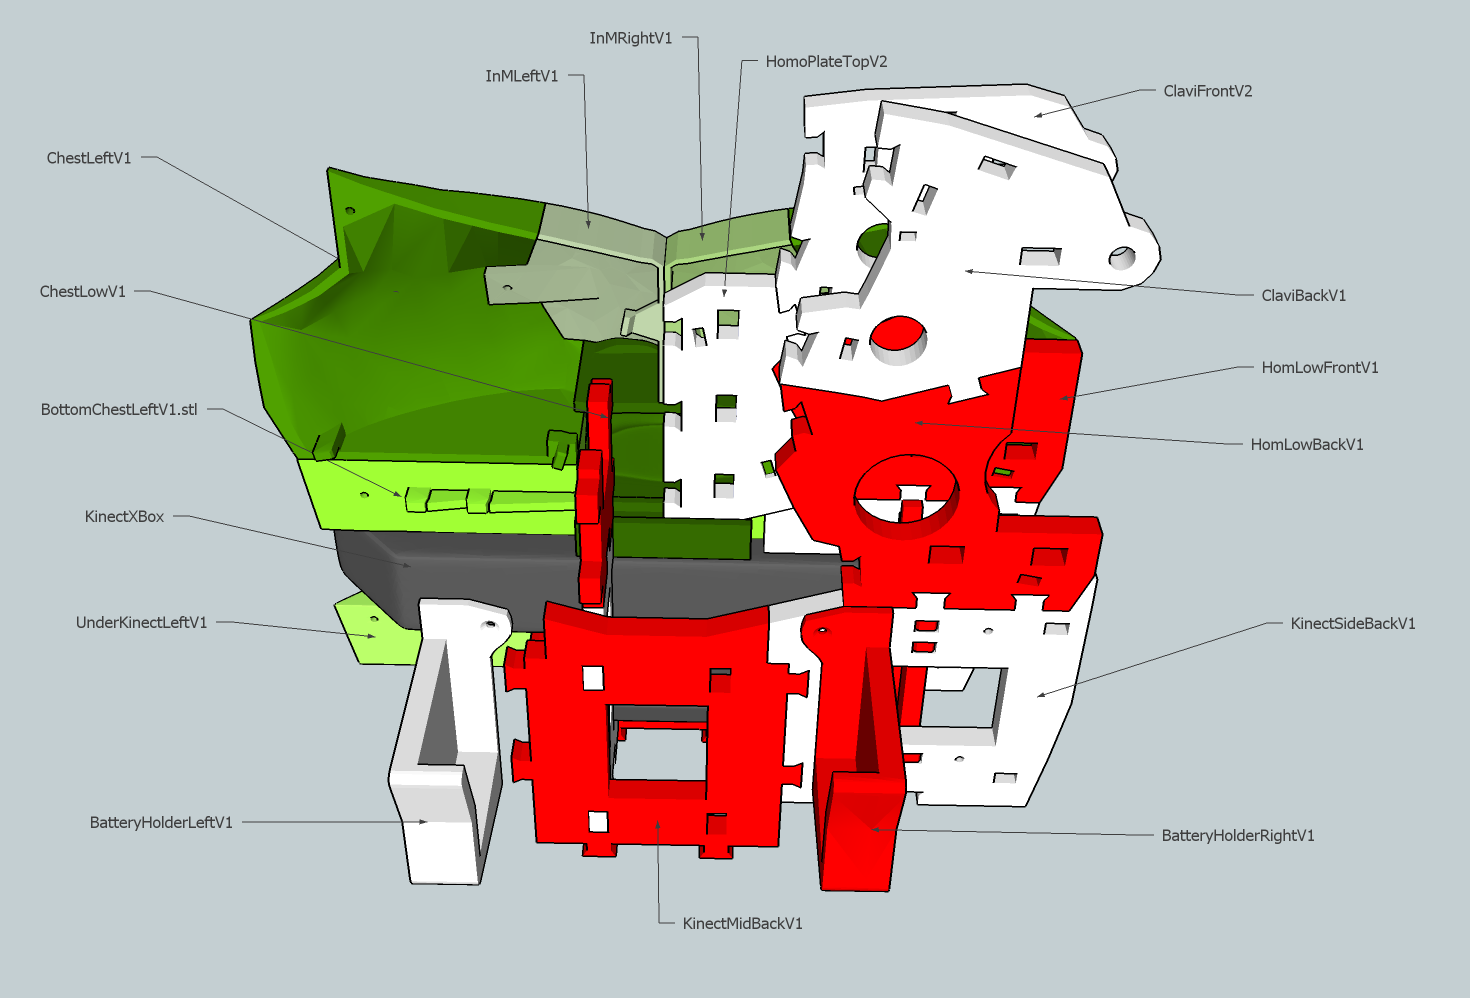 InMRightV1
HomoPlateTopV2
InMLeftV1
ClaviFrontV2
ChestLeftV1
ChestLowV1
ClaviBackV1
HomLowFrontV1
BottomChestLeftV1.stl
HomLowBackV1
KinectXBox
UnderKinectLeftV1
KinectSideBackV1
BatteryHolderLeftV1
BatteryHolderRightV1
KinectMidBackV1